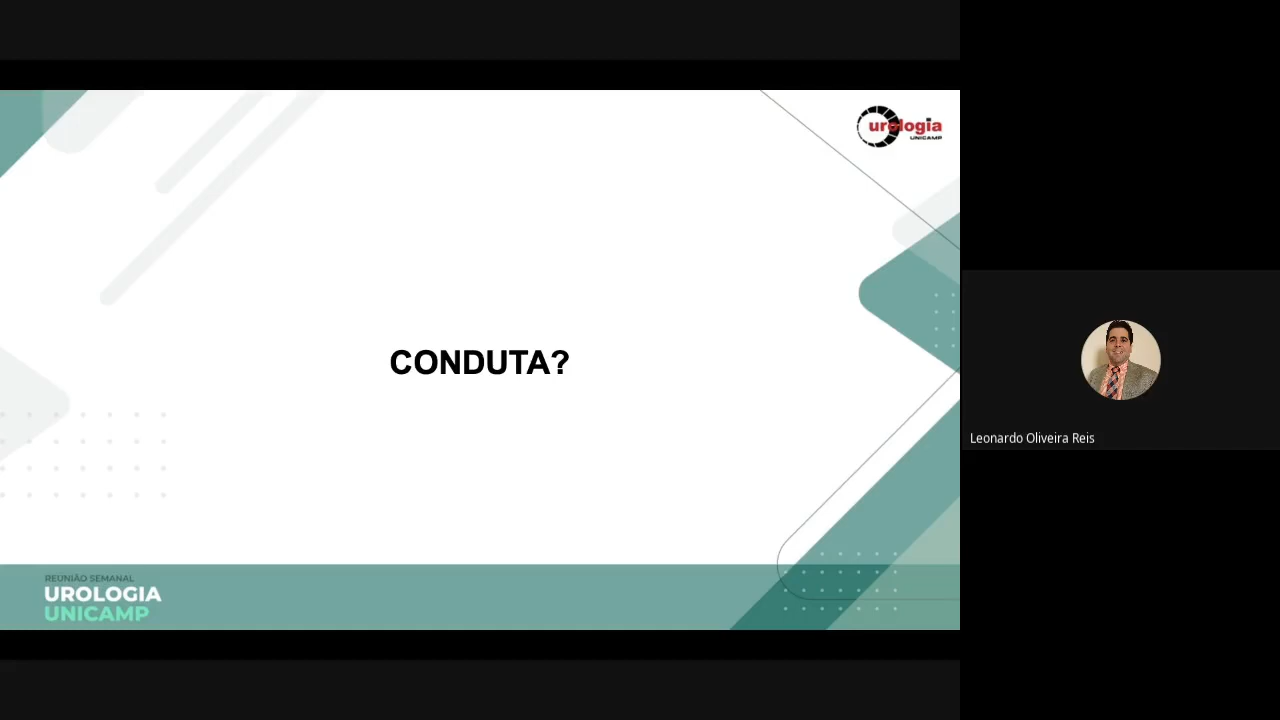 urologia
UNICAMP
CONDUTA?
Leonardo Oliveira Reis
REUNIÃO SEMANAL
UROLOGIA
UNICAMP